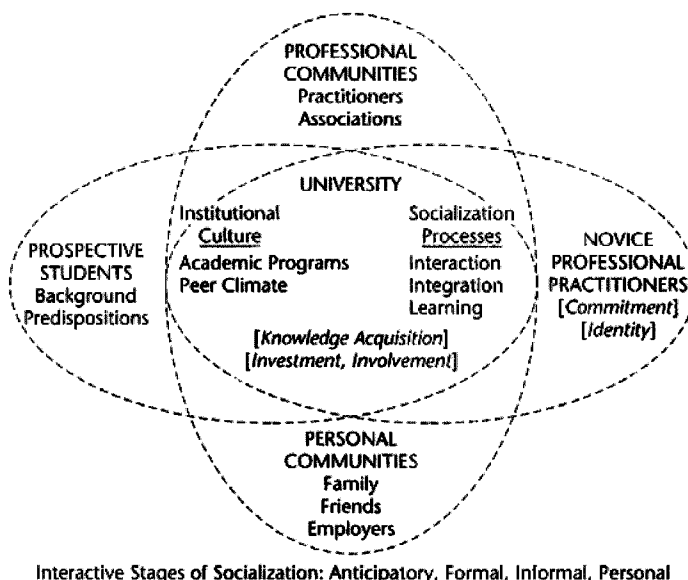 PROFESSIONAL
COMMUNITIES
Practitioners
Associations
UNIVERSITY
Institutional
Culture
Academic Programs
Peer Climate
Socialization
Processes
Interaction
Integration
Learning
[Knowledge Acquisition]
[Investment, Involvement]
PROSPECTIVE
STUDENTS
Background
Predispositions
NOVICE
PROFESSIONAL
PRACTITIONERS
[Commitment]
[Identity]
PERSONAL
COMMUNITIES
Family
Friends
Employers
Interactive Stages of Socialization: Anticipatory, Formal, Informal, Personal